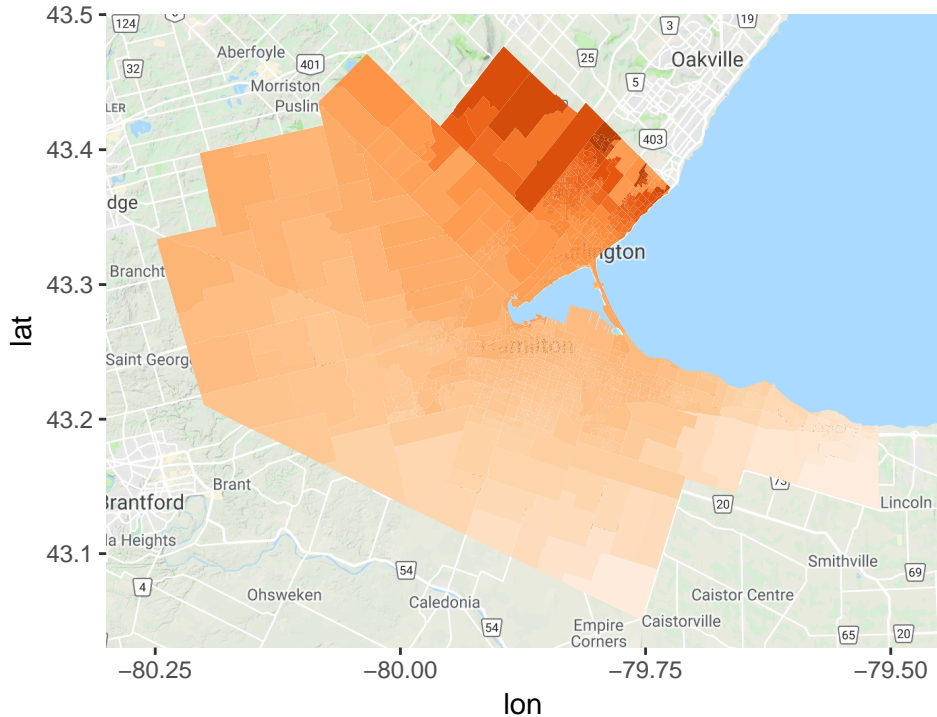 43.5
124
3
19
Aberfoyle
401
25
Oakville
32
5
Morriston
Puslin
LER
43.4
403
dge
lington
Brancht
43.3
lat
Hamilton
Saint George
43.2
73
Brant
Brantford
20
Lincoln
la Heights
43.1
54
Smithville
69
4
Ohsweken
Caledonia
Caistor Centre
54
Empire
Corners
Caistorville
65
20
−80.25
−80.00
−79.75
−79.50
lon